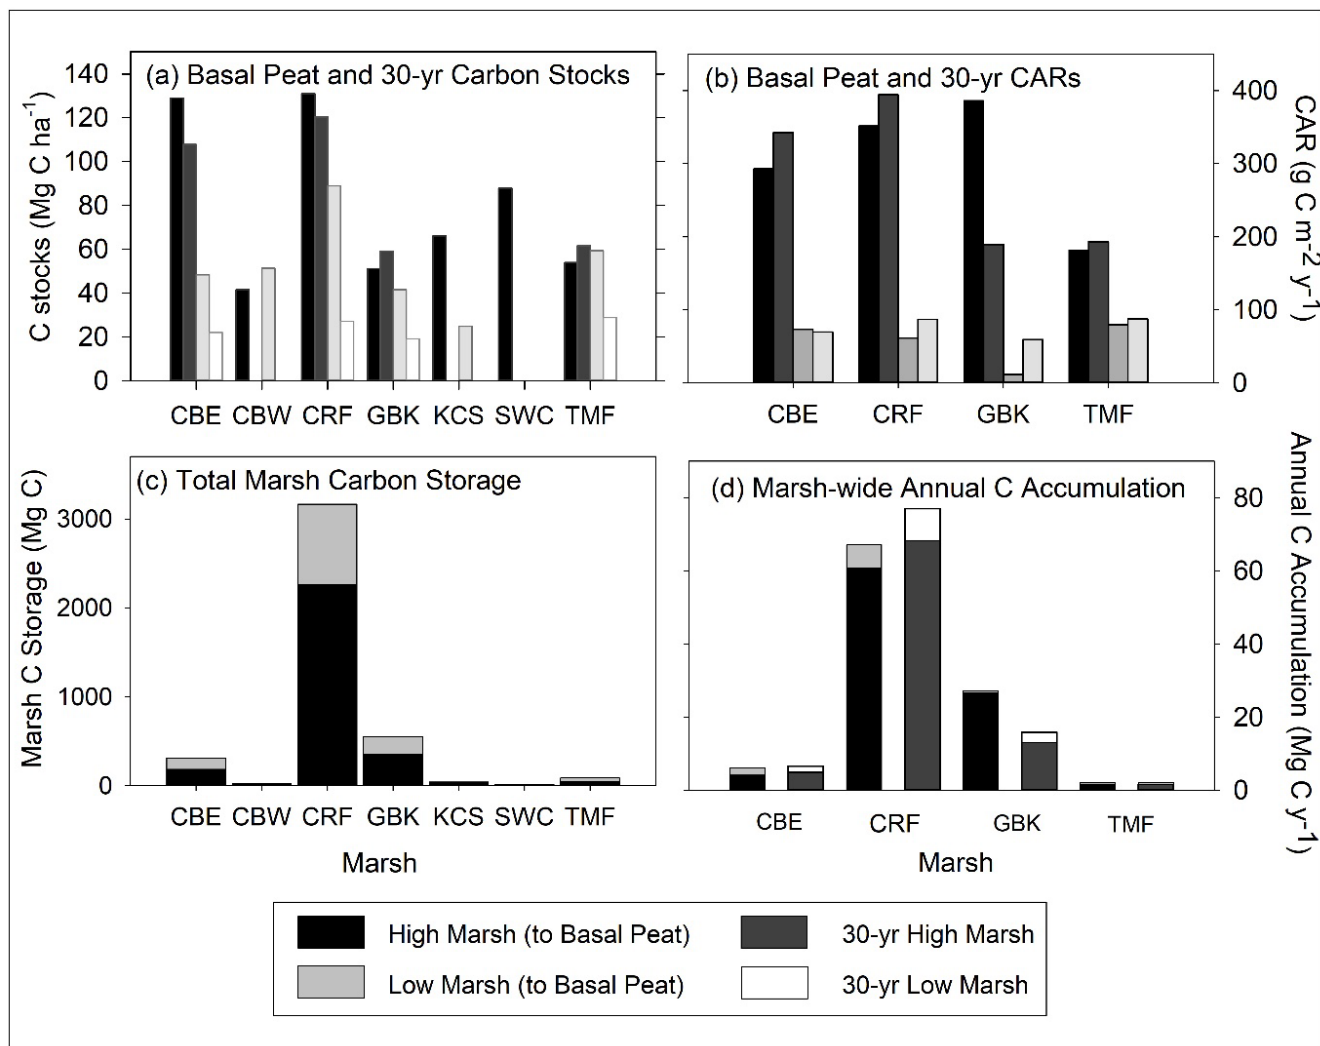 (a) Basal Peat and 30-yr Carbon Stocks
C stocks (Mg C ha⁻¹)
140
120
100
80
60
40
20
0
CBE CBW CRF GBK KCS SWC TMF
(b) Basal Peat and 30-yr CARs
CAR (g C m⁻² y⁻¹)
400
300
200
100
0
CBE CRF GBK TMF
(c) Total Marsh Carbon Storage
Marsh C Storage (Mg C)
3000
2000
1000
0
CBE CBW CRF GBK KCS SWC TMF
Marsh
(d) Marsh-wide Annual C Accumulation
Annual C Accumulation (Mg C y⁻¹)
80
60
40
20
0
CBE CRF GBK TMF
Marsh
High Marsh (to Basal Peat)
30-yr High Marsh
Low Marsh (to Basal Peat)
30-yr Low Marsh